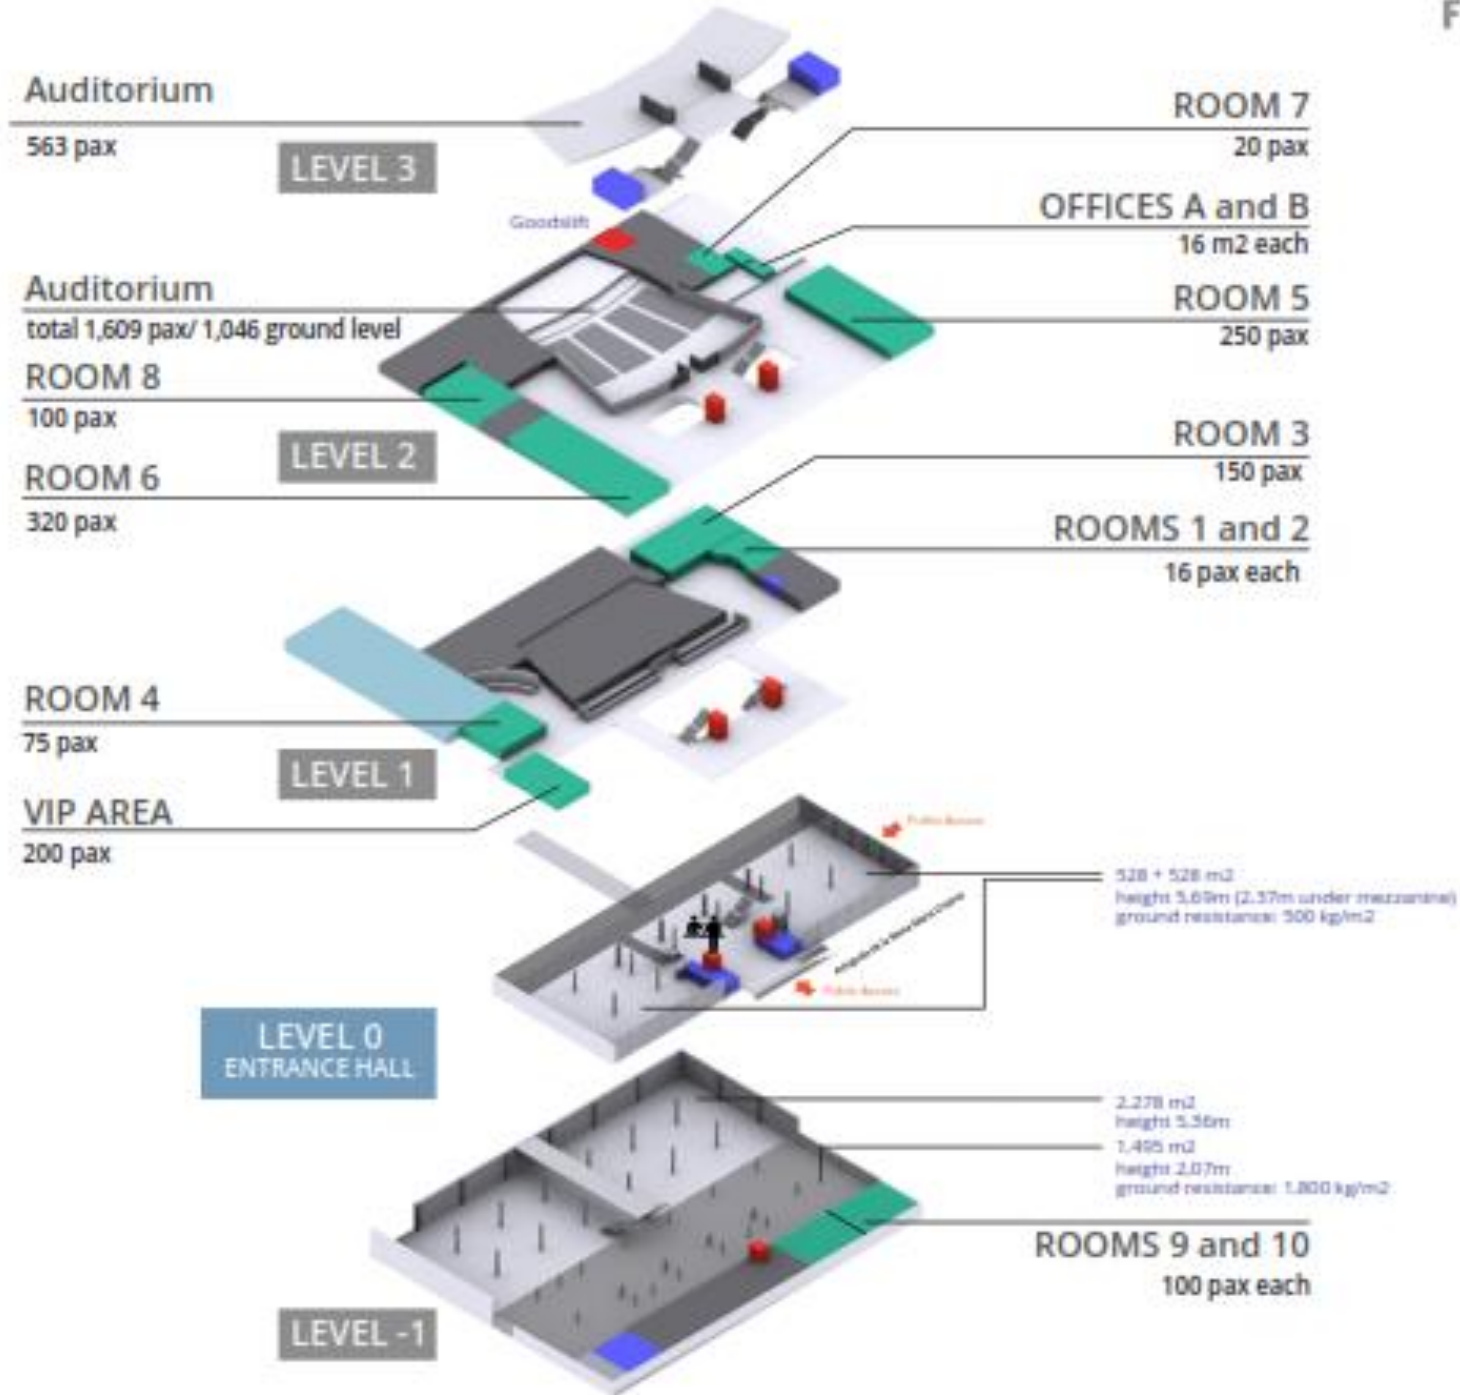 F
Auditorium
563 pax
LEVEL 3
ROOM 7
20 pax
OFFICES A and B
16 m2 each
Goodslift
Auditorium
total 1,609 pax/ 1,046 ground level
ROOM 5
250 pax
ROOM 8
100 pax
LEVEL 2
ROOM 6
320 pax
ROOM 3
150 pax
ROOMS 1 and 2
16 pax each
ROOM 4
75 pax
LEVEL 1
VIP AREA
200 pax
Public Access
528 + 528 m2
height 5,69m (2.37m under mezzanine)
ground resistance: 500 kg/m2
Public Access
LEVEL 0
ENTRANCE HALL
2.278 m2
height 5,36m
1.495 m2
height 2,07m
ground resistance: 1.800 kg/m2
ROOMS 9 and 10
100 pax each
LEVEL -1